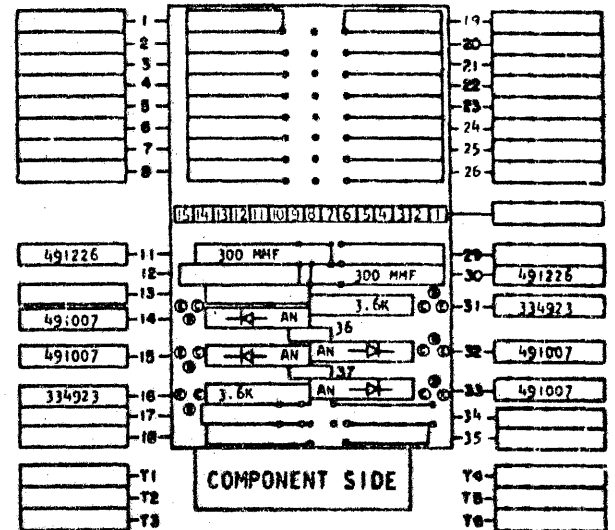 1 19
2 20
3 21
4 22
5 23
6 24
7 25
8 26
15 14 13 12 11 10 9 8 7 6 5 4 3 2 1
491226 11 300 MMF 29
12 300 MMF 30 491226
13 3.6K E C B 31 334923
E C B
491007 14 AN 36
491007 15 E C B AN AN E C B 32 491007
37
334923 16 E C B 3.6K AN E C B 33 491007
17 34
18 35
T1 COMPONENT SIDE T4
T2 T5
T3 T6